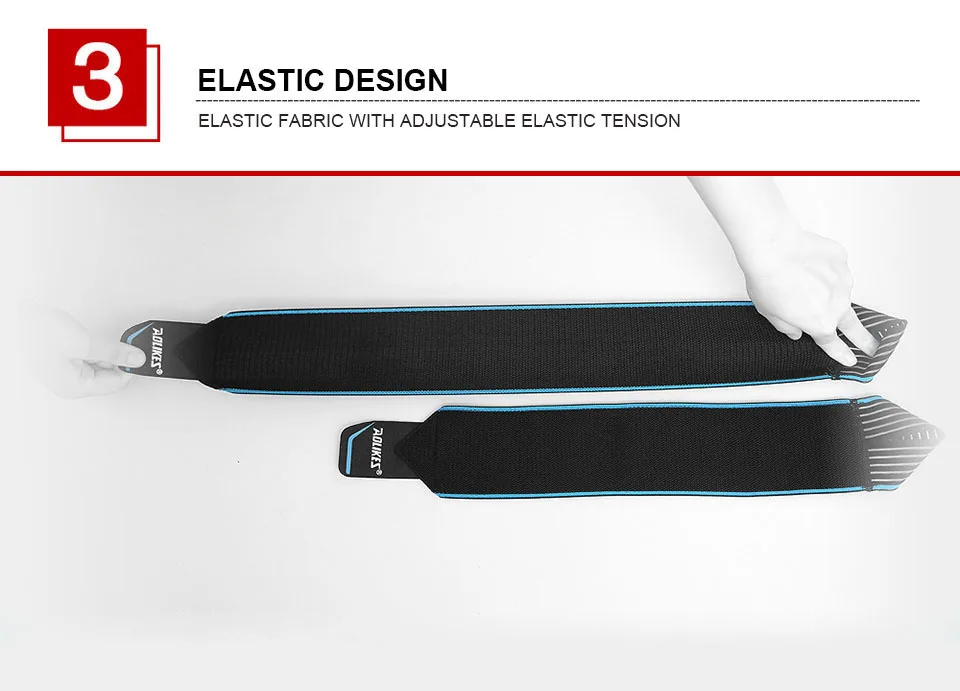 3
ELASTIC DESIGN
ELASTIC FABRIC WITH ADJUSTABLE ELASTIC TENSION
AOLIKES®
AOLIKES®